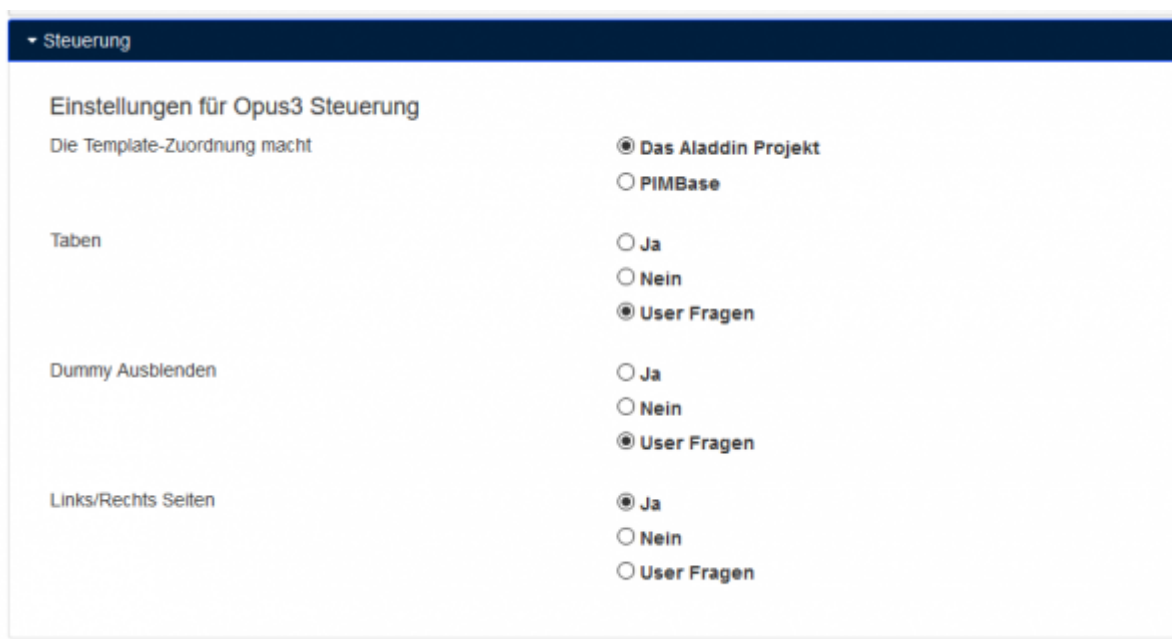 Steuerung
Einstellungen für Opus3 Steuerung
Die Template-Zuordnung macht
Das Aladdin Projekt
PIMBase
Taben
Ja
Nein
User Fragen
Dummy Ausblenden
Ja
Nein
User Fragen
Links/Rechts Seiten
Ja
Nein
User Fragen